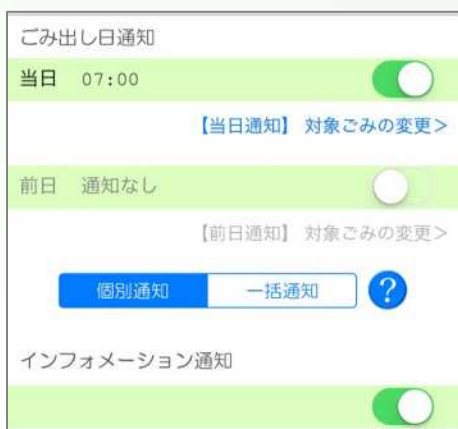 ごみ出し日通知
当日 07:00
【当日通知】 対象ごみの変更>
前日 通知なし
【前日通知】 対象ごみの変更>
個別通知 一括通知 ?
インフォメーション通知